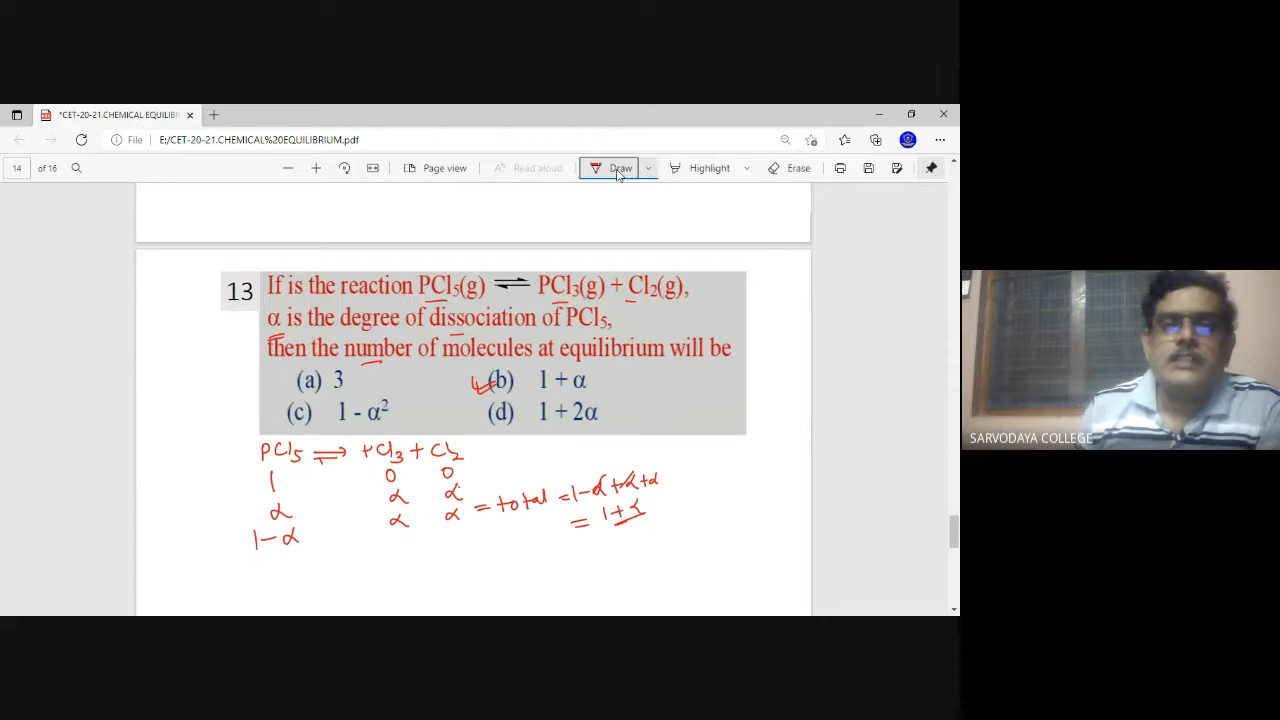 *CET-20-21.CHEMICAL EQUILIBRI
File E:/CET-20-21.CHEMICAL%20EQUILIBRIUM.pdf
14 of 16 Page view Read aloud Draw Highlight Erase
13 If is the reaction PCl₅(g) ⇌ PCl₃(g) + Cl₂(g),
α is the degree of dissociation of PCl₅,
then the number of molecules at equilibrium will be
(a) 3 (b) 1 + α
(c) 1 - α² (d) 1 + 2α
PCl₅ ⇌ PCl₃ + Cl₂
1 0 0
α α α
1-α α α = total = 1-α+α+α
= 1+α
SARVODAYA COLLEGE